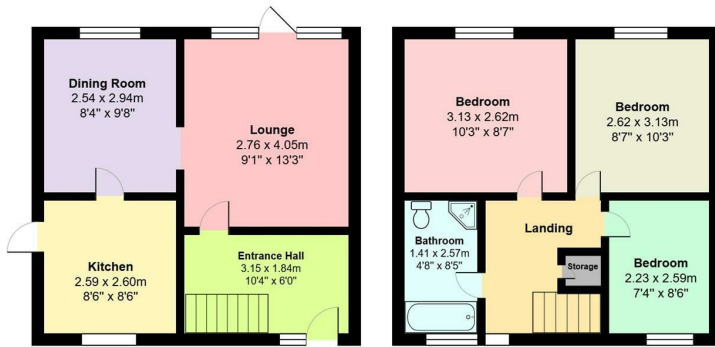 Dining Room
2.54 x 2.94m
8'4" x 9'8"
Lounge
2.76 x 4.05m
9'1" x 13'3"
Kitchen
2.59 x 2.60m
8'6" x 8'6"
Entrance Hall
3.15 x 1.84m
10'4" x 6'0"
Bedroom
3.13 x 2.62m
10'3" x 8'7"
Bedroom
2.62 x 3.13m
8'7" x 10'3"
Bathroom
1.41 x 2.57m
4'8" x 8'5"
Landing
Storage
Bedroom
2.23 x 2.59m
7'4" x 8'6"